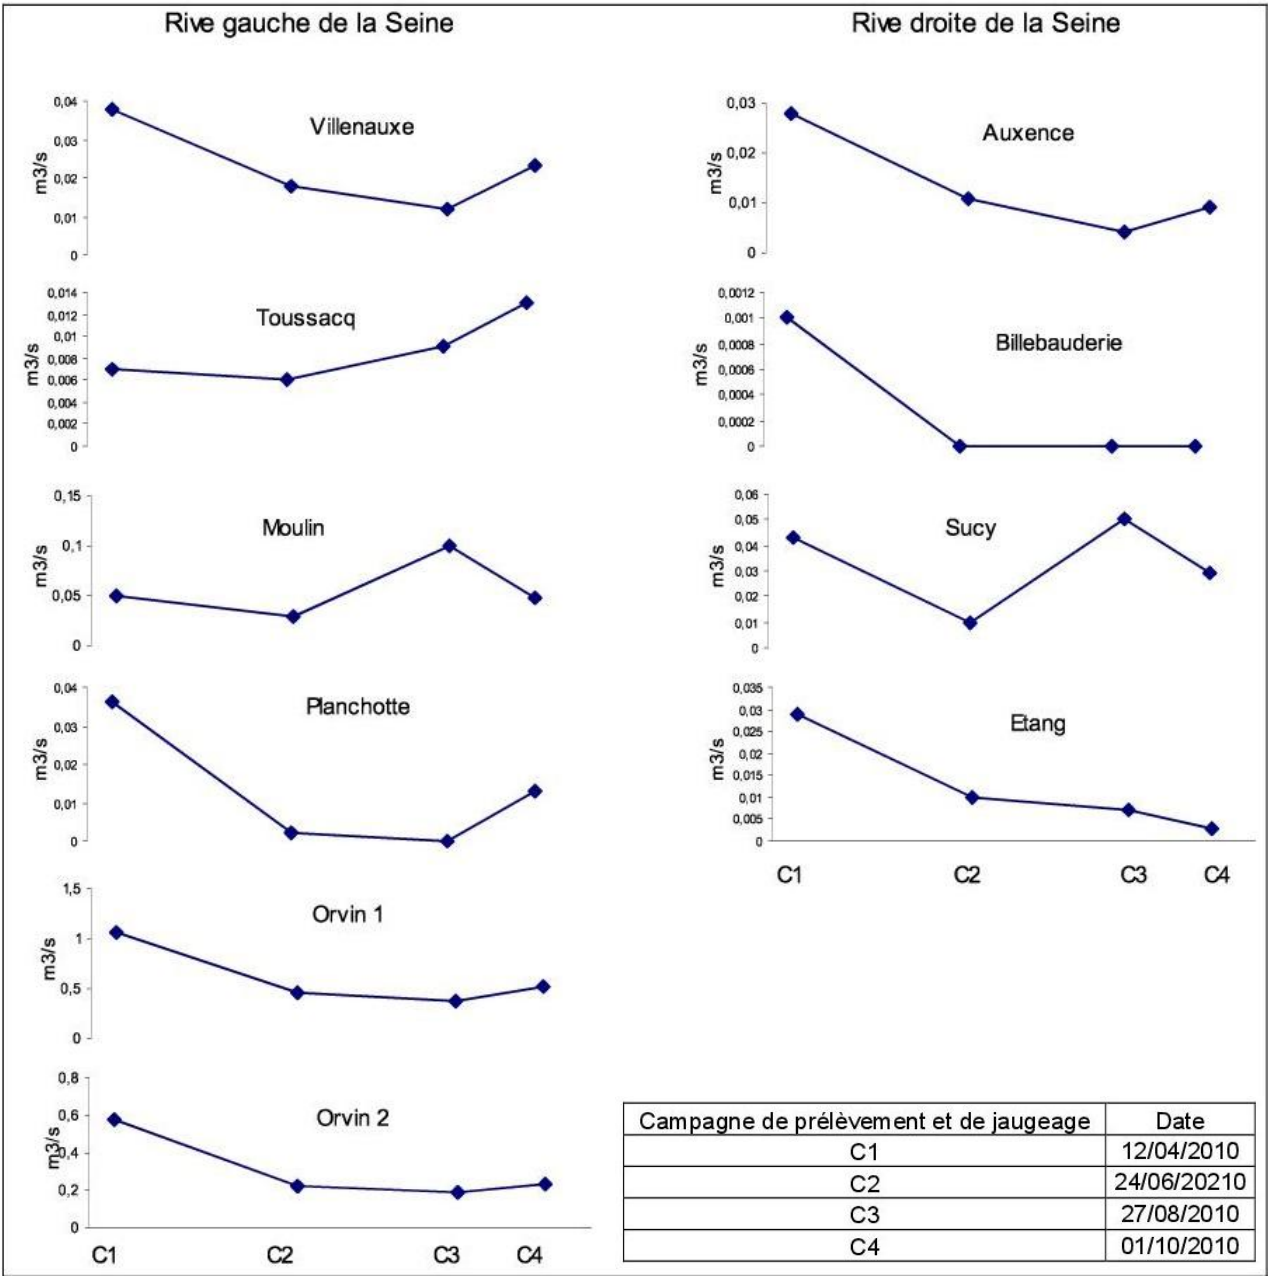 Rive gauche de la Seine
Rive droite de la Seine
Villenauxe
m3/s
0,04
0,03
0,02
0,01
0
Toussacq
m3/s
0,014
0,012
0,01
0,008
0,006
0,004
0,002
0
Moulin
m3/s
0,15
0,1
0,05
0
Planchotte
m3/s
0,04
0,03
0,02
0,01
0
Orvin 1
m3/s
1,5
1
0,5
0
Orvin 2
m3/s
0,8
0,6
0,4
0,2
0
C1 C2 C3 C4
Auxence
m3/s
0,03
0,02
0,01
0
Billebauderie
m3/s
0,0012
0,001
0,0008
0,0006
0,0004
0,0002
0
Sucy
m3/s
0,06
0,05
0,04
0,03
0,02
0,01
0
Etang
m3/s
0,035
0,03
0,025
0,02
0,015
0,01
0,005
0
C1 C2 C3 C4
Campagne de prélèvement et de jaugeage Date
C1 12/04/2010
C2 24/06/20210
C3 27/08/2010
C4 01/10/2010